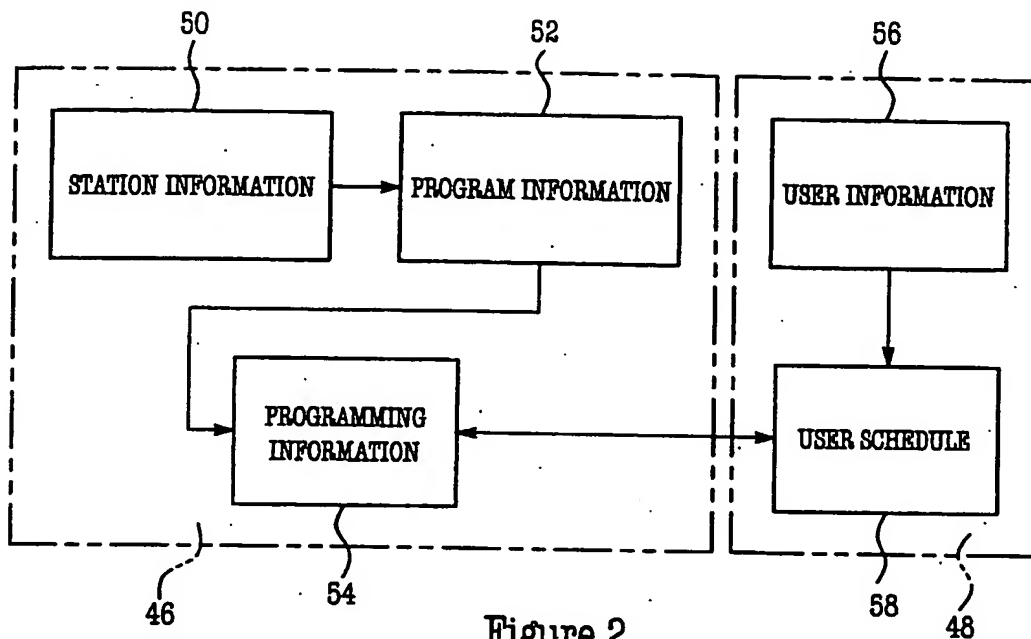 50
52
56
STATION INFORMATION
PROGRAM INFORMATION
USER INFORMATION
PROGRAMMING
INFORMATION
USER SCHEDULE
46
54
58
48
Figure 2